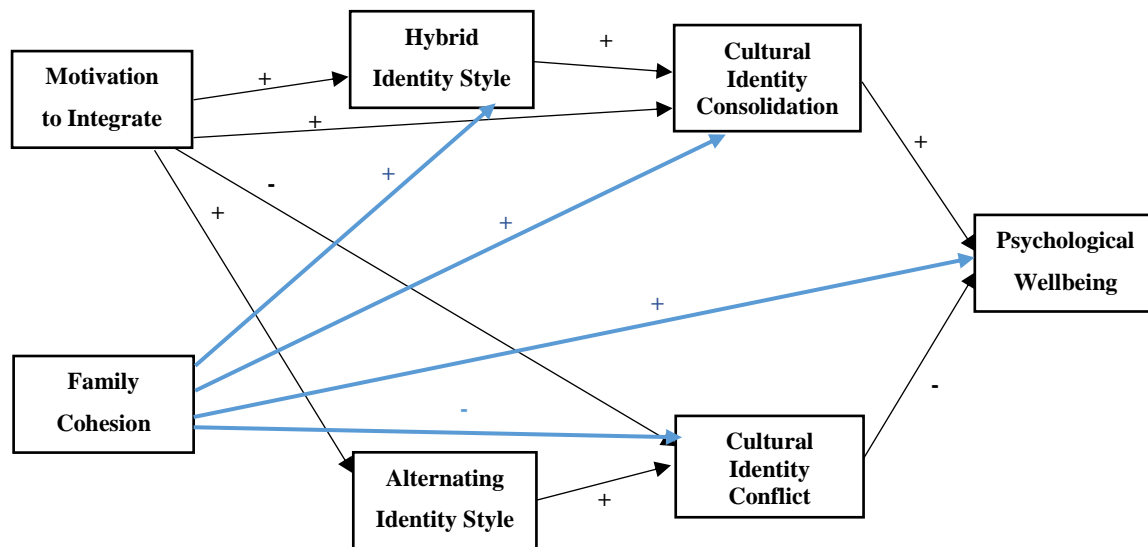 Motivation
to Integrate
+
+
-
+
Hybrid
Identity Style
+
Cultural
Identity
Consolidation
+
+
+
+
-
Family
Cohesion
Alternating
Identity Style
+
Cultural
Identity
Conflict
-
Psychological
Wellbeing